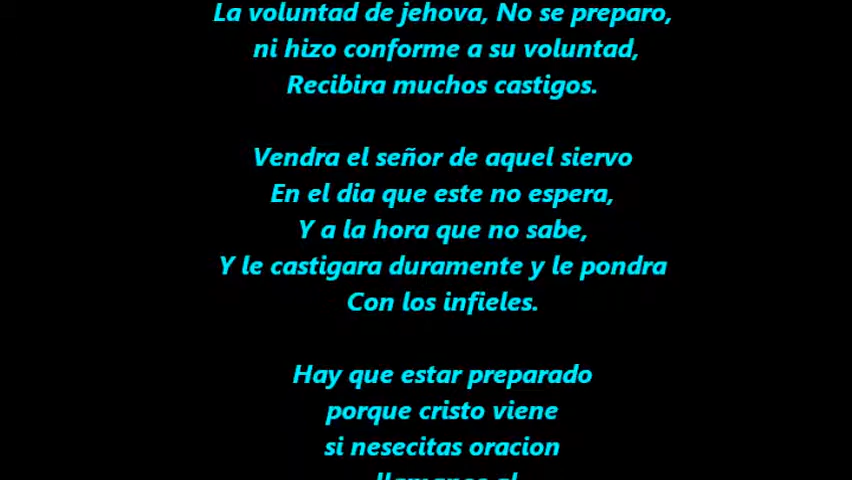 La voluntad de jehova, No se preparo,
ni hizo conforme a su voluntad,
Recibira muchos castigos.
Vendra el señor de aquel siervo
En el dia que este no espera,
Y a la hora que no sabe,
Y le castigara duramente y le pondra
Con los infieles.
Hay que estar preparado
porque cristo viene
si nesecitas oracion
llamanos al